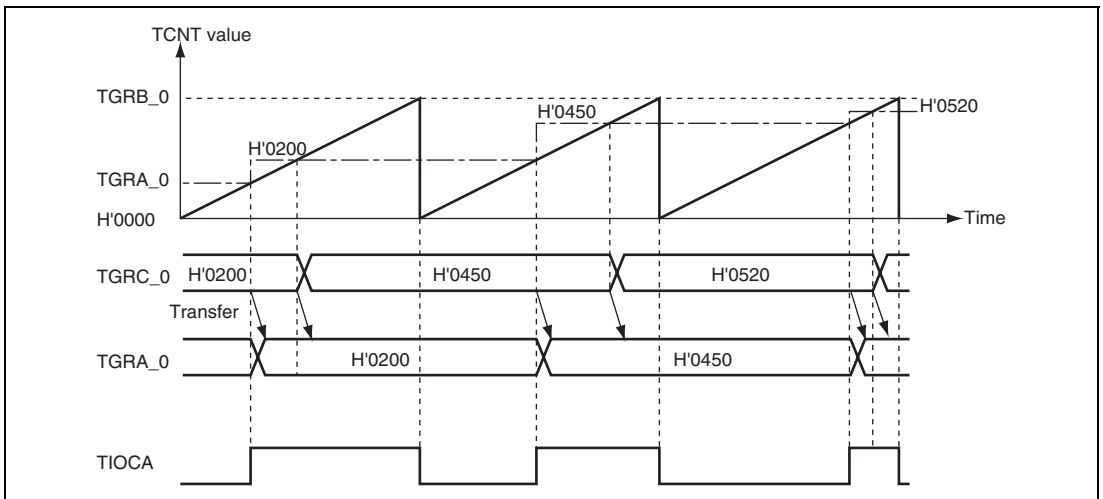 TCNT value
TGRB_0
H'0520
H'0450
H'0200
TGRA_0
H'0000
Time
TGRC_0
H'0200
H'0450
H'0520
Transfer
TGRA_0
H'0200
H'0450
TIOCA